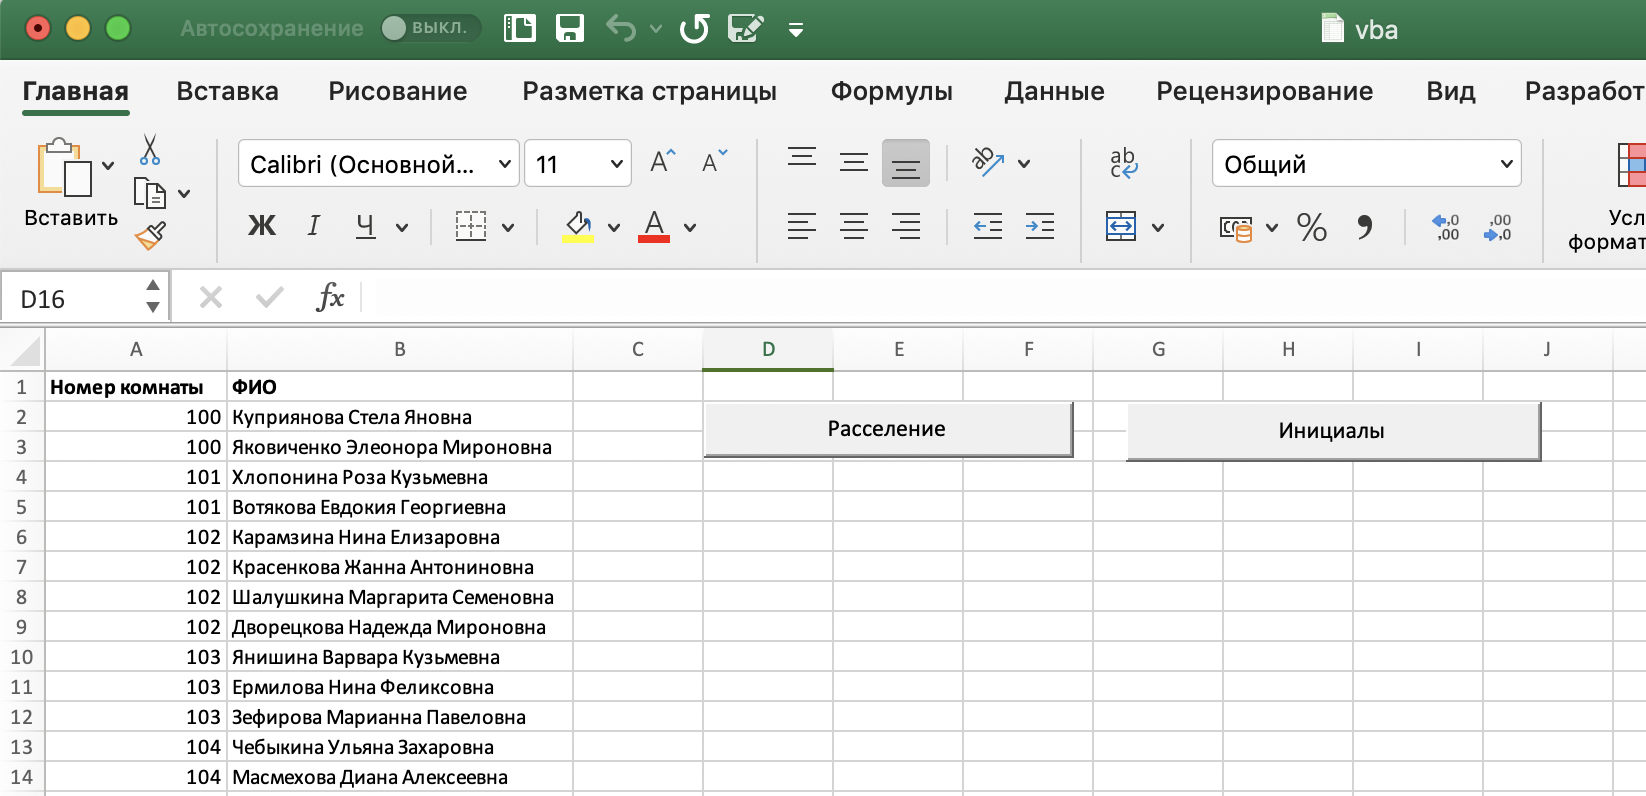 Автосохранение ВЫКЛ. vba
Главная Вставка Рисование Разметка страницы Формулы Данные Рецензирование Вид Разработ
Вставить
Calibri (Основной... 11 A A ab Общий
Ж I Ч A ab c % ,0 ,00 ,00 ,0
Усл
формат
D16 fx
A B C D E F G H I J
1 Номер комнаты ФИО
2 100 Куприянова Стела Яновна
Расселение Инициалы
3 100 Яковиченко Элеонора Мироновна
4 101 Хлопонина Роза Кузьмевна
5 101 Вотякова Евдокия Георгиевна
6 102 Карамзина Нина Елизаровна
7 102 Красенкова Жанна Антониновна
8 102 Шалушкина Маргарита Семеновна
9 102 Дворецкова Надежда Мироновна
10 103 Янишина Варвара Кузьмевна
11 103 Ермилова Нина Феликсовна
12 103 Зефирова Марианна Павеловна
13 104 Чебыкина Ульяна Захаровна
14 104 Масмехова Диана Алексеевна